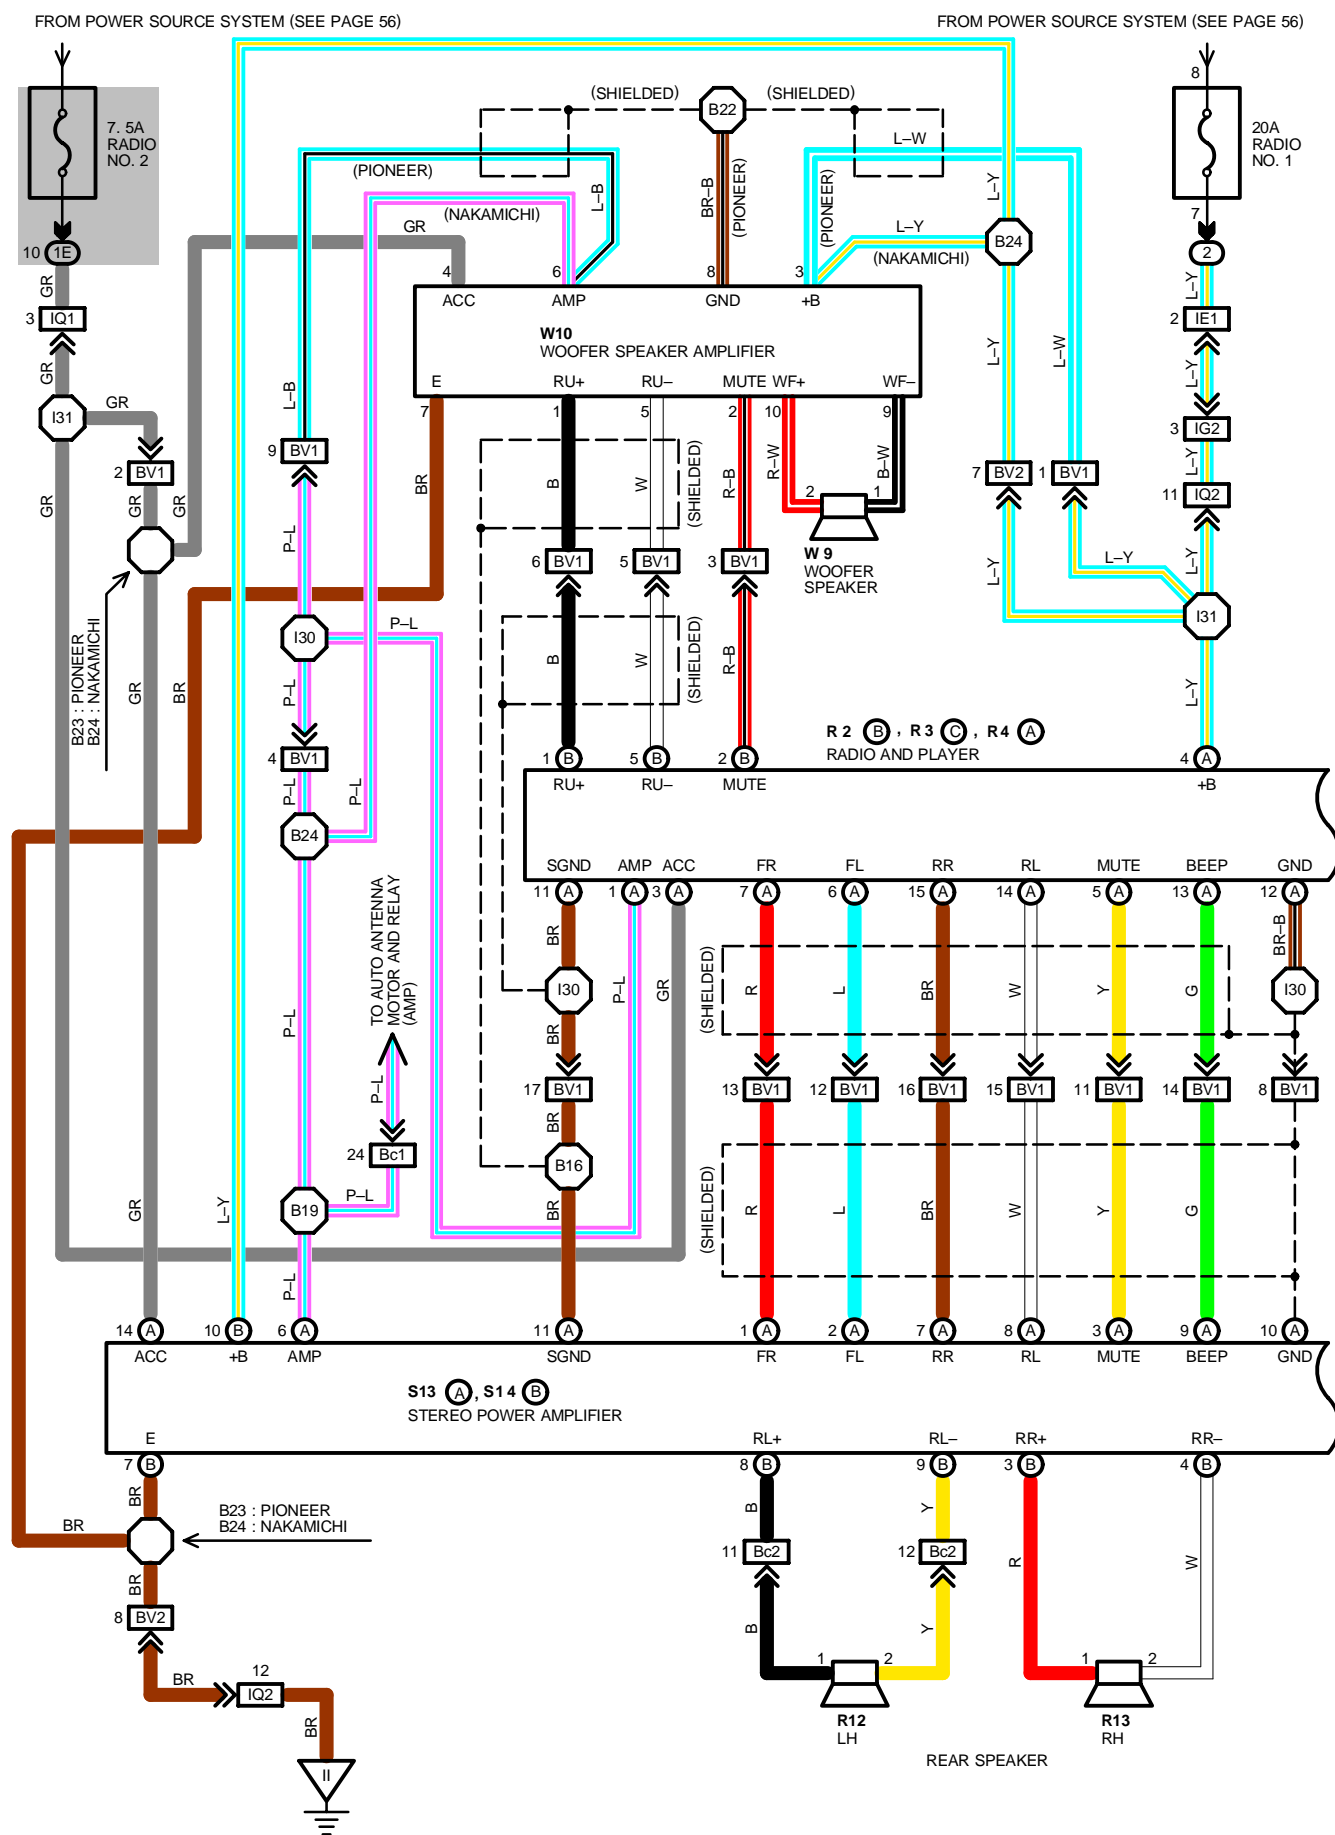 FROM POWER SOURCE SYSTEM (SEE PAGE 56)
FROM POWER SOURCE SYSTEM (SEE PAGE 56)
7. 5A
RADIO
NO. 2
10 1E
GR
3 IQ1
GR
I31
GR
2 BV1
GR
GR
GR
GR
B23 : PIONEER
B24 : NAKAMICHI
GR
BR
(SHIELDED)
B22
(SHIELDED)
(PIONEER)
L–B
(NAKAMICHI)
GR
BR–B
(PIONEER)
(PIONEER)
L–W
L–Y
(NAKAMICHI)
L–Y
B24
8
20A
RADIO
NO. 1
7
2
L–Y
2 IE1
L–Y
3 IG2
L–Y
11 IQ2
L–Y
I31
L–Y
4 6 8 3
ACC AMP GND +B
W10
WOOFER SPEAKER AMPLIFIER
E RU+ RU– MUTE WF+ WF–
7 1 5 2 10 9
L–B
9 BV1
P–L
BR
B
W
(SHIELDED)
R–B
R–W
B–W
2 1
W 9
WOOFER
SPEAKER
L–Y
L–W
7 BV2
1 BV1
L–Y
L–Y
6 BV1
5 BV1
3 BV1
I30
P–L
P–L
4 BV1
P–L
B24
P–L
B
W
(SHIELDED)
R–B
R 2 B , R 3 C , R 4 A
RADIO AND PLAYER
1 B 5 B 2 B 4 A
RU+ RU– MUTE +B
SGND AMP ACC FR FL RR RL MUTE BEEP GND
11 A 1 A 3 A 7 A 6 A 15 A 14 A 5 A 13 A 12 A
TO AUTO ANTENNA
MOTOR AND RELAY
(AMP)
P–L
P–L
24 Bc1
P–L
B19
P–L
BR
I30
BR
17 BV1
BR
B16
BR
P–L
GR
(SHIELDED)
R L BR W Y G
BR–B
I30
13 BV1 12 BV1 16 BV1 15 BV1 11 BV1 14 BV1 8 BV1
(SHIELDED)
R L BR W Y G
GR
L–Y
14 A 10 B 6 A 11 A 1 A 2 A 7 A 8 A 3 A 9 A 10 A
ACC +B AMP SGND FR FL RR RL MUTE BEEP GND
S13 A , S1 4 B
STEREO POWER AMPLIFIER
E RL+ RL– RR+ RR–
7 B 8 B 9 B 3 B 4 B
BR
BR
B23 : PIONEER
B24 : NAKAMICHI
BR
8 BV2
BR
12
IQ2
BR
II
B
Y
11 Bc2
12 Bc2
B
Y
R
W
1 2
R12
LH
1 2
R13
RH
REAR SPEAKER